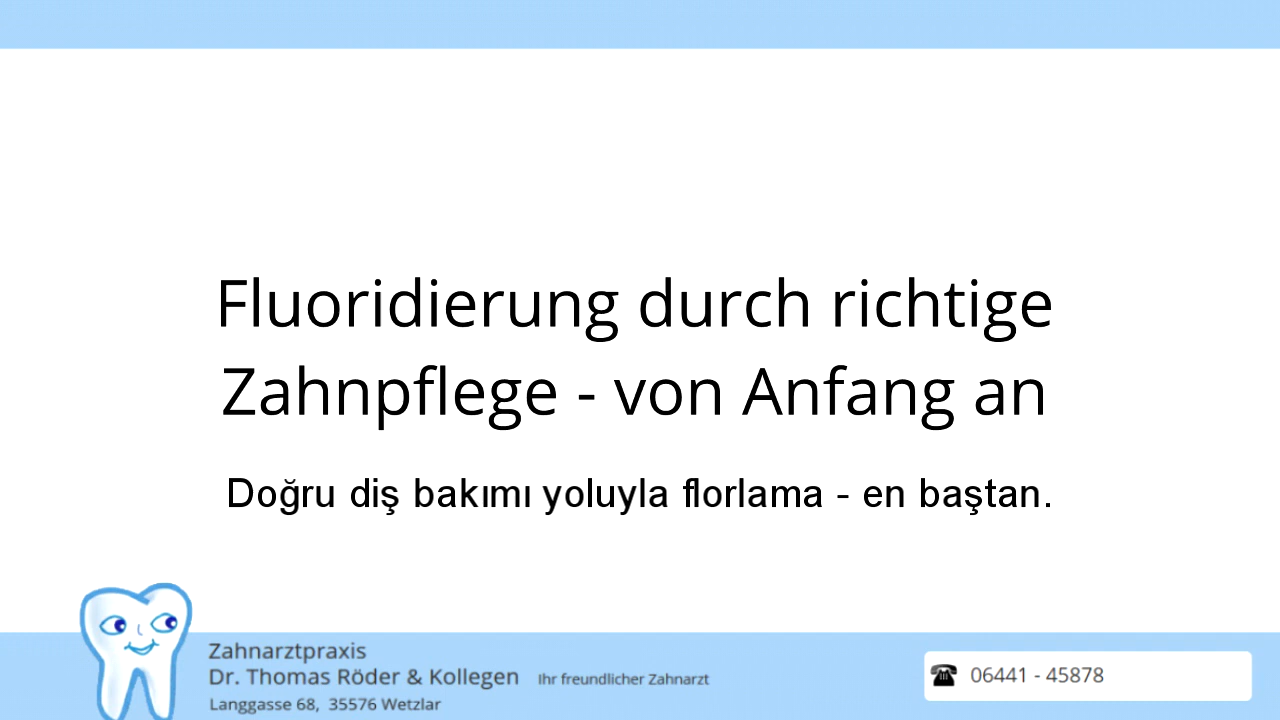 Fluoridierung durch richtige
Zahnpflege - von Anfang an
Doğru diş bakımı yoluyla florlama - en baştan.
Zahnarztpraxis
Dr. Thomas Röder & Kollegen Ihr freundlicher Zahnarzt
Langgasse 68, 35576 Wetzlar
06441 - 45878